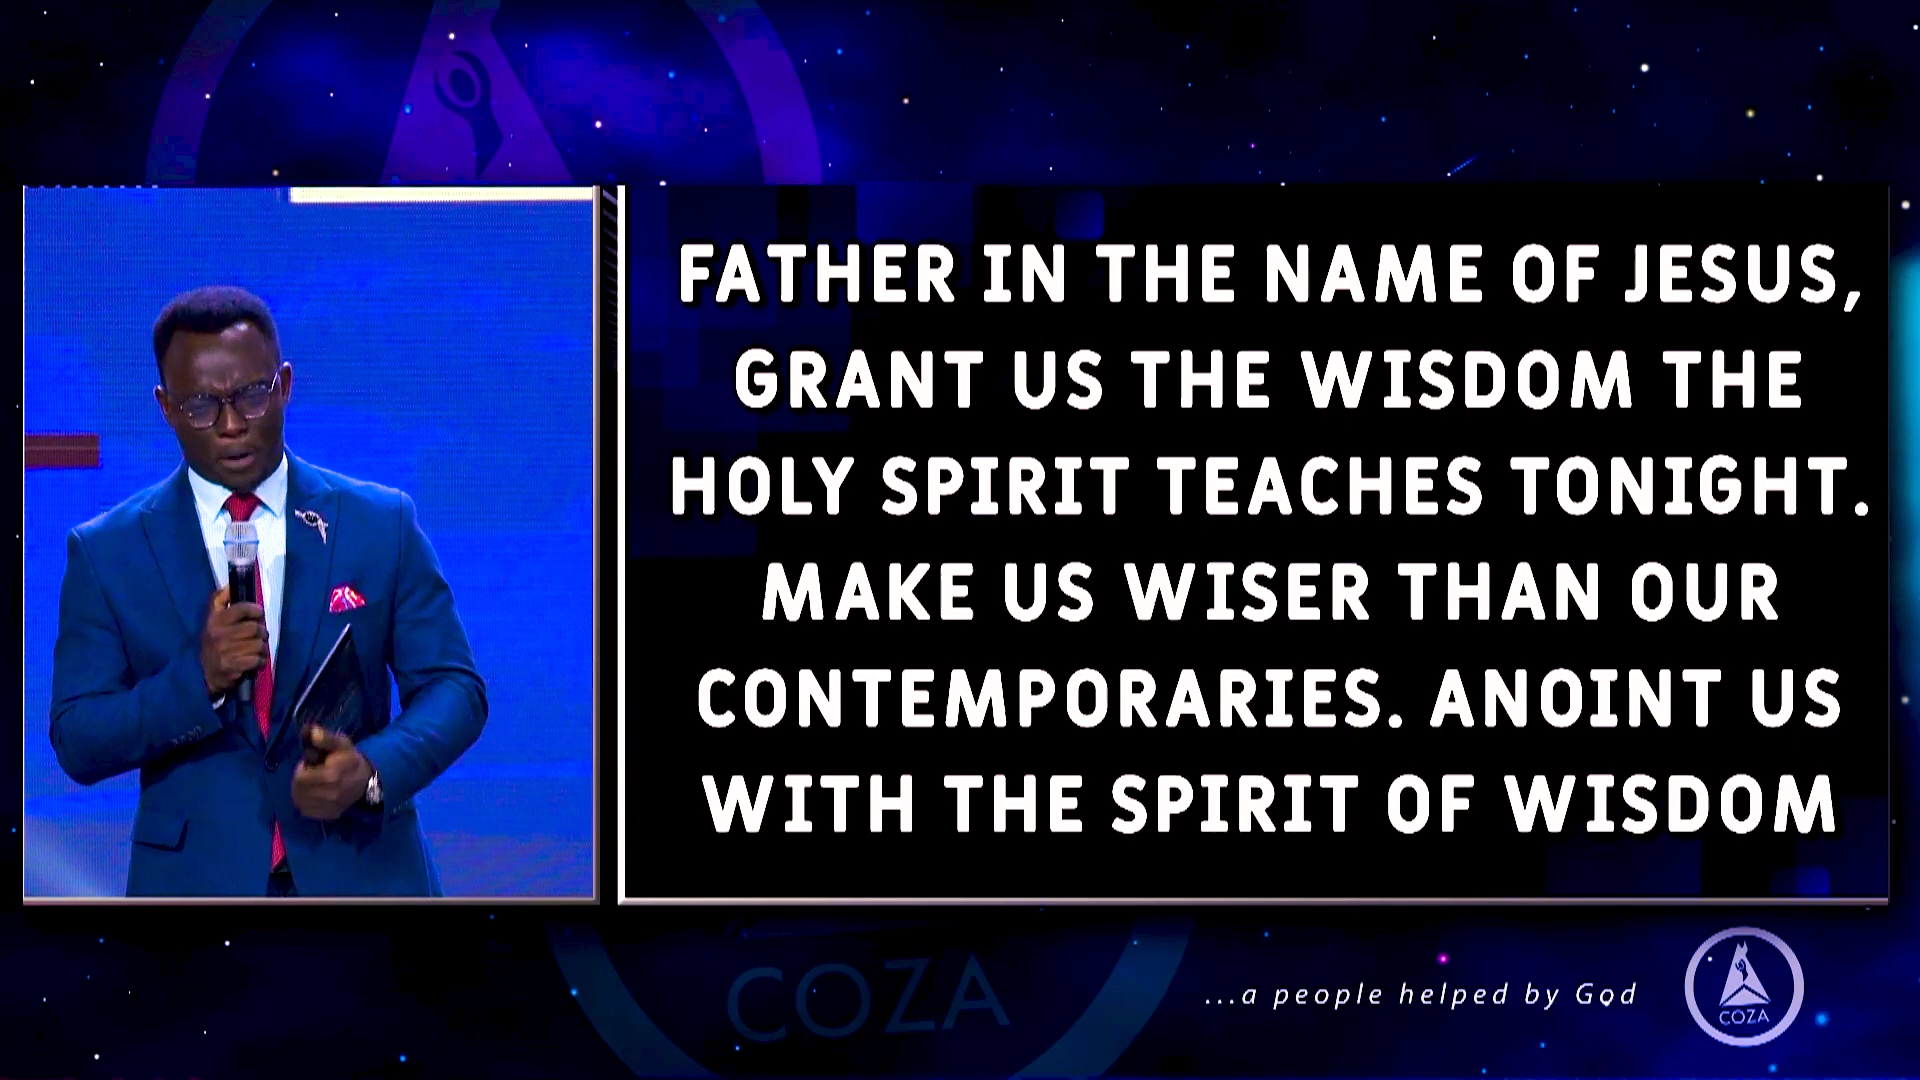 FATHER IN THE NAME OF JESUS,
GRANT US THE WISDOM THE
HOLY SPIRIT TEACHES TONIGHT.
MAKE US WISER THAN OUR
CONTEMPORARIES. ANOINT US
WITH THE SPIRIT OF WISDOM
COZA
...a people helped by God
COZA